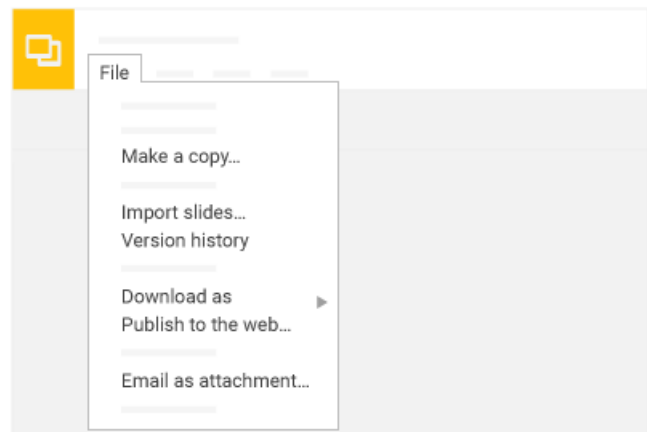 File
Make a copy...
Import slides...
Version history
Download as
Publish to the web...
Email as attachment...